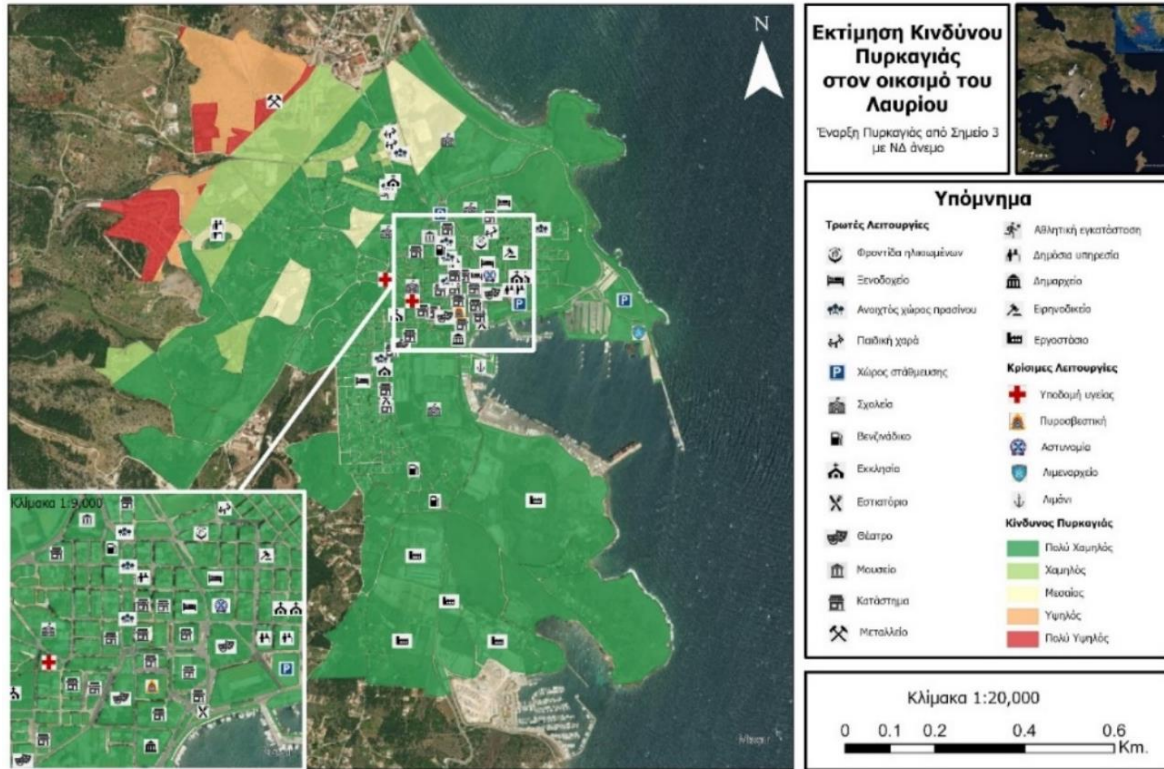 N
Εκτίμηση Κινδύνου
Πυρκαγιάς
στον οικσιμό του
Λαυρίου
Έναρξη Πυρκαγιάς από Σημείο 3
με ΝΔ άνεμο
Υπόμνημα
Τρωτές Λειτουργίες
Φροντίδα ηλικιωμένων
Ξενοδοχείο
Ανοιχτός χώρος πρασίνου
Παιδική χαρά
P Χώρος στάθμευσης
Σχολεία
Βενζινάδικο
Εκκλησία
Εστιατόριο
Θέατρο
Μουσείο
Κατάστημα
Μεταλλείο
Αθλητική εγκατάσταση
Δημόσια υπηρεσία
Δημαρχείο
Ειρηνοδικείο
Εργοστάσιο
Κρίσιμες Λειτουργίες
Υποδομή υγείας
Πυροσβεστική
Αστυνομία
Λιμεναρχείο
Λιμάνι
Κίνδυνος Πυρκαγιάς
Πολύ Χαμηλός
Χαμηλός
Μεσαίος
Υψηλός
Πολύ Υψηλός
Κλίμακα 1:9,000
Κλίμακα 1:20,000
0 0.1 0.2 0.4 0.6
Km.